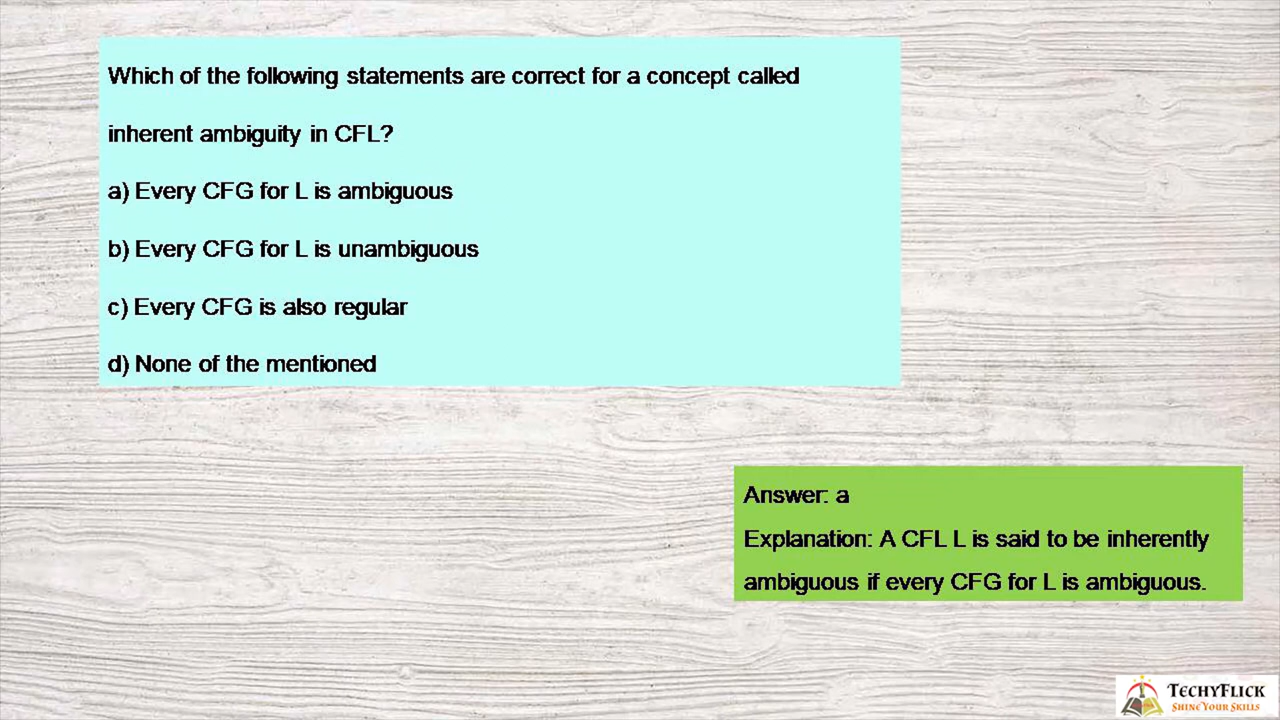 Which of the following statements are correct for a concept called
inherent ambiguity in CFL?
a) Every CFG for L is ambiguous
b) Every CFG for L is unambiguous
c) Every CFG is also regular
d) None of the mentioned
Answer: a
Explanation: A CFL L is said to be inherently
ambiguous if every CFG for L is ambiguous.
TECHYFLICK
SHINE YOUR SKILLS